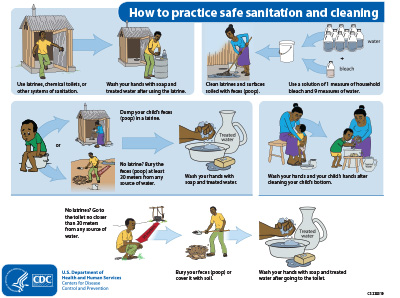 How to practice safe sanitation and cleaning
Use latrines, chemical toilets, or
other systems of sanitation.
Wash your hands with soap and
treated water after using the latrine.
Clean latrines and surfaces
soiled with feces (poop).
water
+
bleach
Use a solution of 1 measure of household
bleach and 9 measures of water.
or
Dump your child's feces
(poop) in a latrine.
No latrine? Bury the
feces (poop) at least
30 meters from any
source of water.
Treated
water
Wash your hands with
soap and treated water.
Wash your hands and your child's hands after
cleaning your child's bottom.
No latrines? Go to
the toilet no closer
than 30 meters
from any source of
water.
Bury your feces (poop) or
cover it with soil.
Treated
water
Wash your hands with soap and treated
water after going to the toilet.
CDC
U.S. Department of
Health and Human Services
Centers for Disease
Control and Prevention